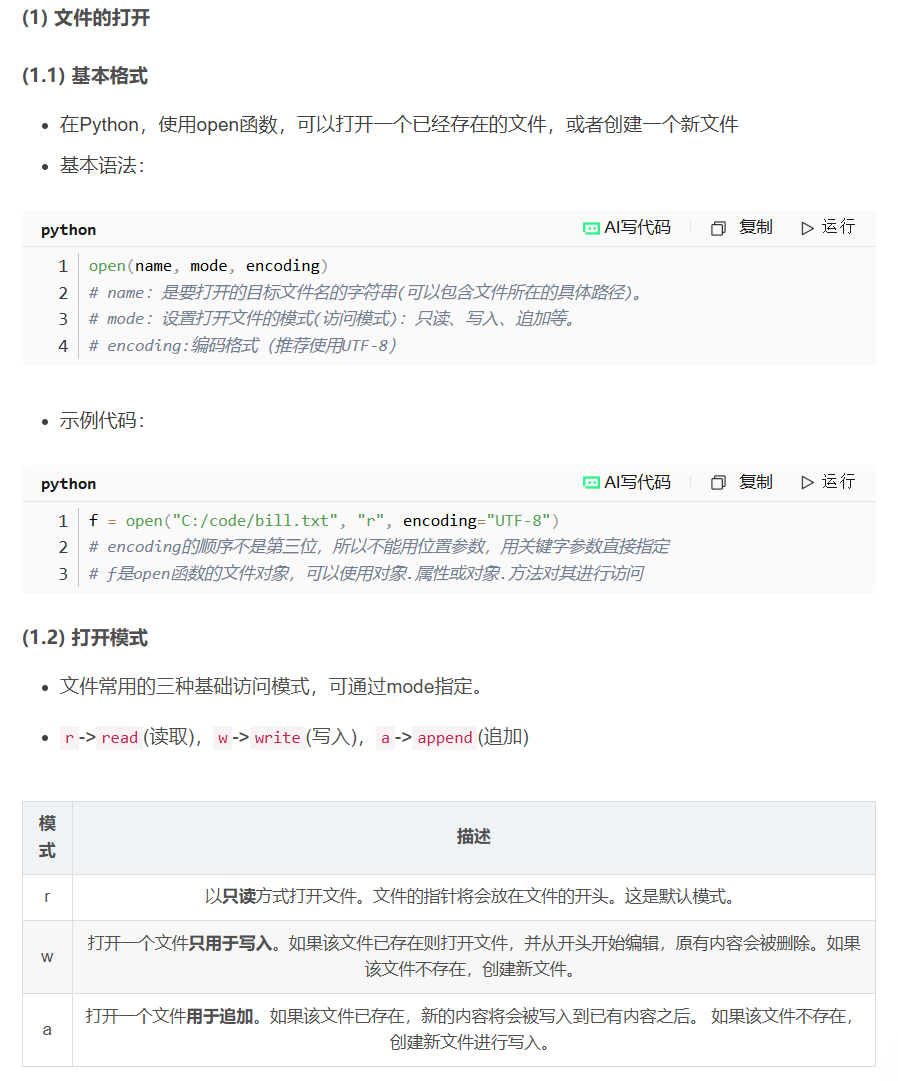 (1) 文件的打开
(1.1) 基本格式
在Python，使用open函数，可以打开一个已经存在的文件，或者创建一个新文件
基本语法：
python AI写代码 复制 运行
1 open(name, mode, encoding)
2 # name：是要打开的目标文件名的字符串(可以包含文件所在的具体路径)。
3 # mode：设置打开文件的模式(访问模式)：只读、写入、追加等。
4 # encoding:编码格式（推荐使用UTF-8）
示例代码：
python AI写代码 复制 运行
1 f = open("C:/code/bill.txt", "r", encoding="UTF-8")
2 # encoding的顺序不是第三位，所以不能用位置参数，用关键字参数直接指定
3 # f是open函数的文件对象，可以使用对象.属性或对象.方法对其进行访问
(1.2) 打开模式
文件常用的三种基础访问模式，可通过mode指定。
r->read(读取)，w->write(写入)，a->append(追加)
模式 描述
r 以只读方式打开文件。文件的指针将会放在文件的开头。这是默认模式。
w 打开一个文件只用于写入。如果该文件已存在则打开文件，并从开头开始编辑，原有内容会被删除。如果
该文件不存在，创建新文件。
a 打开一个文件用于追加。如果该文件已存在，新的内容将会被写入到已有内容之后。 如果该文件不存在，
创建新文件进行写入。